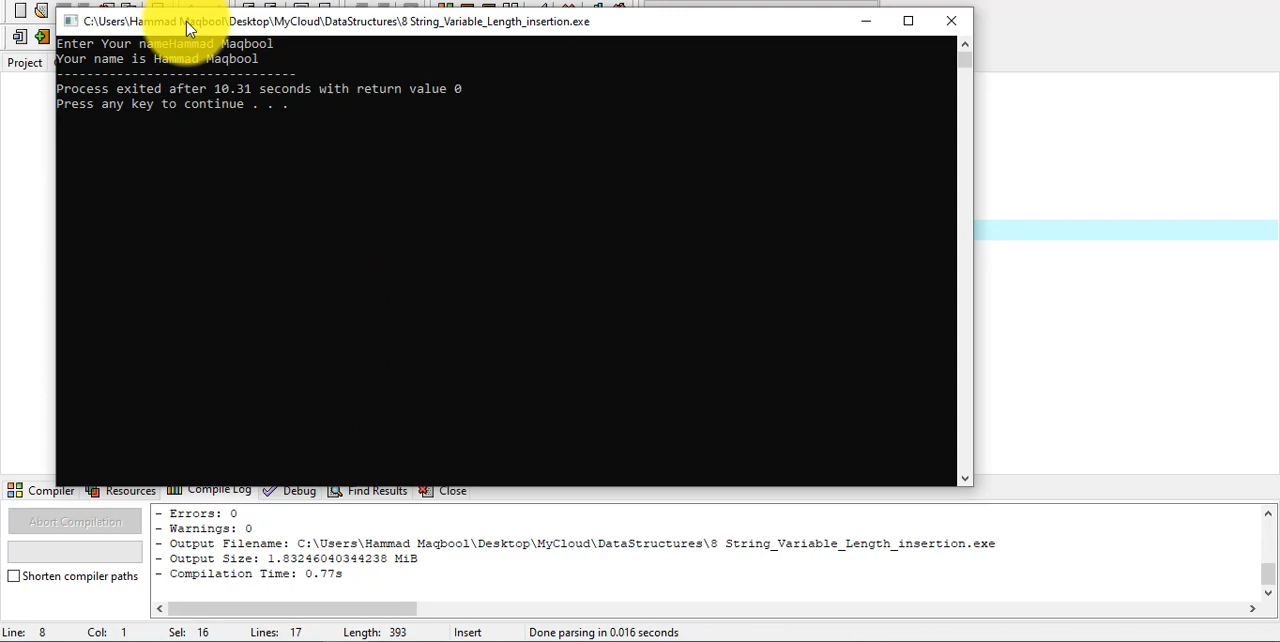 C:\Users\Hammad Maqbool\Desktop\MyCloud\DataStructures\8 String_Variable_Length_insertion.exe
Enter Your nameHammad Maqbool
Your name is Hammad Maqbool
--------------------------------
Process exited after 10.31 seconds with return value 0
Press any key to continue . . .
Project
Compiler Resources Compile Log Debug Find Results Close
Abort Compilation
Shorten compiler paths
- Errors: 0
- Warnings: 0
- Output Filename: C:\Users\Hammad Maqbool\Desktop\MyCloud\DataStructures\8 String_Variable_Length_insertion.exe
- Output Size: 1.83246040344238 MiB
- Compilation Time: 0.77s
Line: 8 Col: 1 Sel: 16 Lines: 17 Length: 393 Insert Done parsing in 0.016 seconds